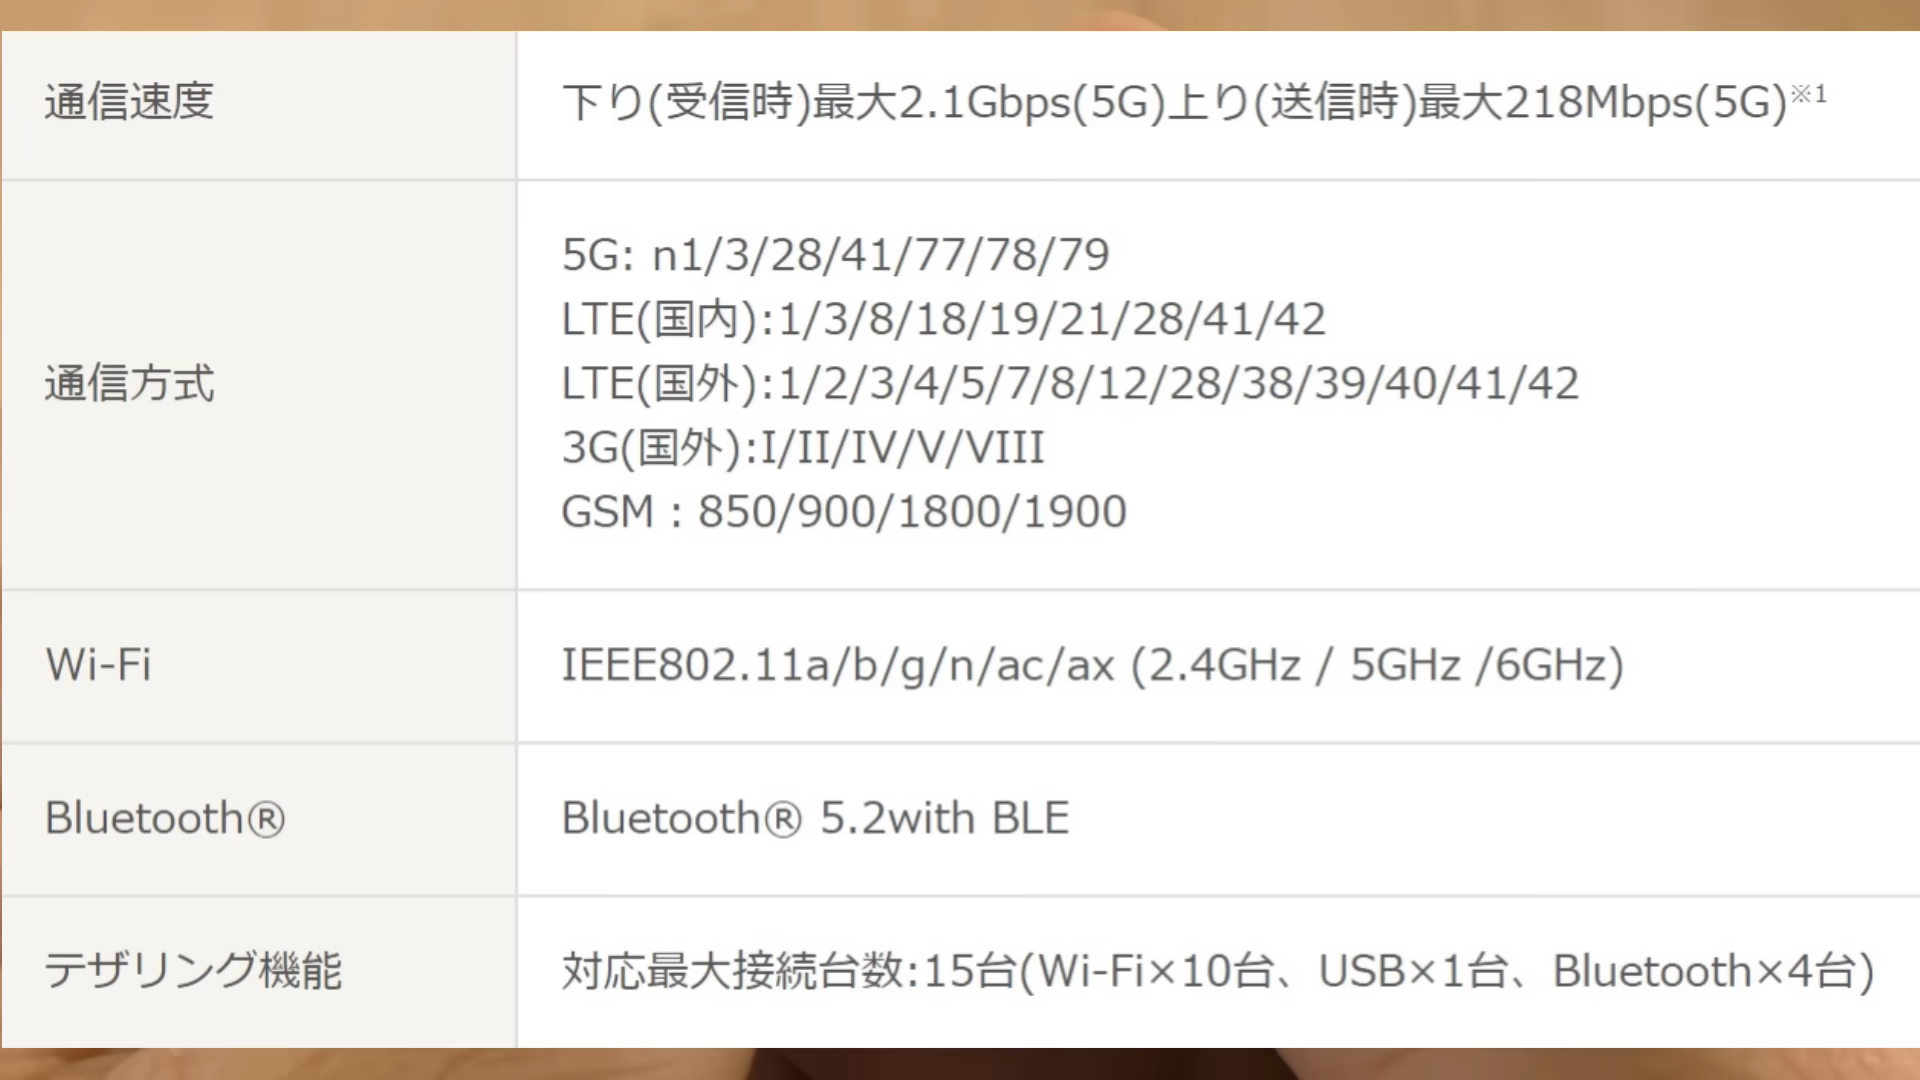 通信速度
下り(受信時)最大2.1Gbps(5G)上り(送信時)最大218Mbps(5G)※1
通信方式
5G: n1/3/28/41/77/78/79
LTE(国内):1/3/8/18/19/21/28/41/42
LTE(国外):1/2/3/4/5/7/8/12/28/38/39/40/41/42
3G(国外):I/II/IV/V/VIII
GSM : 850/900/1800/1900
Wi-Fi
IEEE802.11a/b/g/n/ac/ax (2.4GHz / 5GHz /6GHz)
Bluetooth®
Bluetooth® 5.2with BLE
テザリング機能
対応最大接続台数:15台(Wi-Fi×10台、USB×1台、Bluetooth×4台)